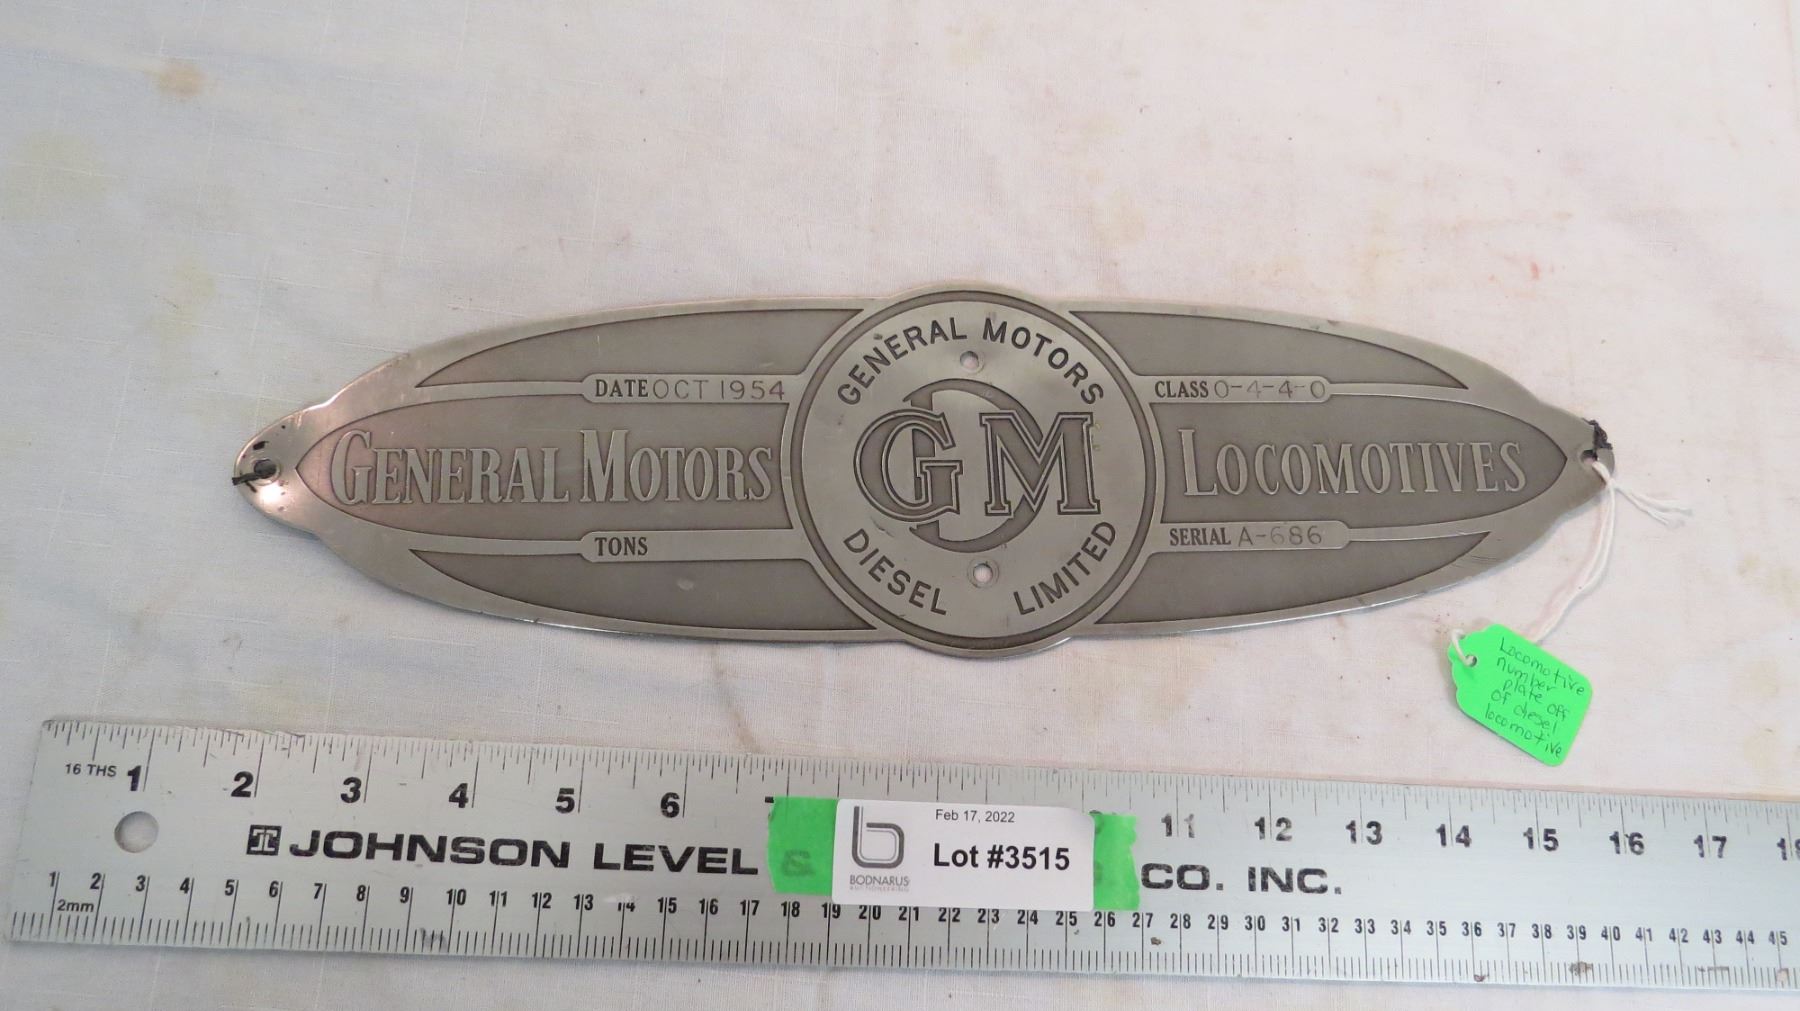 GENERAL MOTORS
DATE OCT 1954
CLASS 0-4-4-0
GENERAL MOTORS
GM
LOCOMOTIVES
TONS
SERIAL A-686
DIESEL LIMITED
Locomotive
number
plate off
of diesel
locomotive
16 THS 1 2 3 4 5 6 11 12 13 14 15 16 17
Feb 17, 2022
Lot #3515
b
BODNARUS
AUCTIONEERING
JOHNSON LEVEL & CO. INC.
1 2 3 4 5 6 7 8 9 10 11 12 13 14 15 16 17 18 19 20 21 22 23 24 25 26 27 28 29 30 31 32 33 34 35 36 37 38 39 40 41 42 43 44 45
2mm